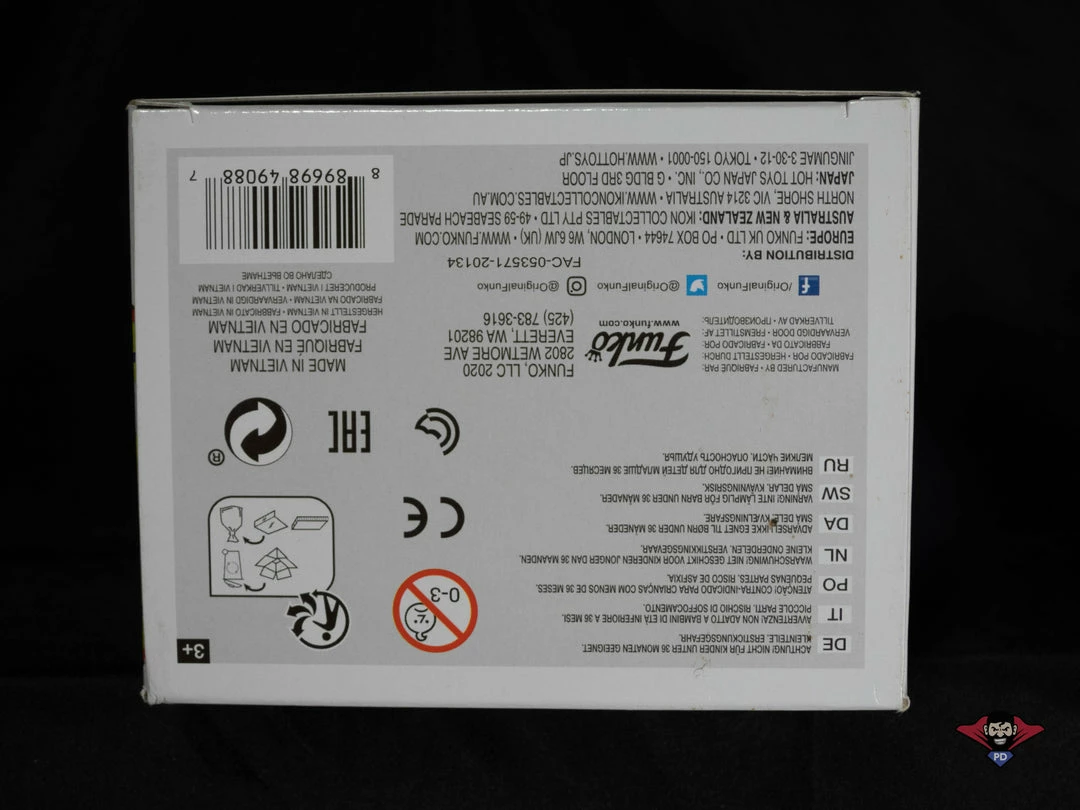 DE
ACHTUNG! NICHT FÜR KINDER UNTER 36 MONATEN GEEIGNET.
KLEINTEILE. ERSTICKUNGSGEFAHR.
IT
AVVERTENZA! NON ADATTO A BAMBINI DI ETÀ INFERIORE A 36 MESI.
PICCOLE PARTI. RISCHIO DI SOFFOCAMENTO.
PO
ATENÇÃO! CONTRA-INDICADO PARA CRIANÇAS COM MENOS DE 36 MESES.
PEQUENAS PARTES. RISCO DE ASFIXIA.
NL
WAARSCHUWING! NIET GESCHIKT VOOR KINDEREN JONGER DAN 36 MAANDEN.
KLEINE ONDERDELEN. VERSTIKKINGSGEVAAR.
DA
ADVARSEL! IKKE EGNET TIL BØRN UNDER 36 MÅNEDER.
SMÅ DELE. KVÆLNINGSFARE.
SW
VARNING! INTE LÄMPLIG FÖR BARN UNDER 36 MÅNADER.
SMÅ DELAR. KVÄVNINGSRISK.
RU
ВНИМАНИЕ! НЕ ПРИГОДНО ДЛЯ ДЕТЕЙ МЛАДШЕ 36 МЕСЯЦЕВ.
МЕЛКИЕ ЧАСТИ. ОПАСНОСТЬ УДУШЬЯ.
3+
0-3
CE
EAC
®
MANUFACTURED BY • FABRIQUÉ PAR:
FABRICADO POR • HERGESTELLT DURCH:
FABBRICATO DA • FABRICADO POR:
VERVAARDIGD DOOR • FREMSTILLET AF:
TILLVERKAD AV • ПРОИЗВОДИТЕЛЬ:
Funko
www.funko.com
FUNKO, LLC 2020
2802 WETMORE AVE
EVERETT, WA 98201
(425) 783-3616
MADE IN VIETNAM
FABRIQUÉ EN VIETNAM
FABRICADO EN VIETNAM
HERGESTELLT IN VIETNAM • FABBRICATO IN VIETNAM
FABRICADO NA VIETNAM • VERVAARDIGD IN VIETNAM
PRODUCERET I VIETNAM • TILLVERKAD I VIETNAM
СДЕЛАНО ВО ВЬЕТНАМЕ
/OriginalFunko @OriginalFunko @OriginalFunko
FAC-053571-20134
DISTRIBUTION BY:
EUROPE: FUNKO UK LTD • PO BOX 74644 • LONDON, W6 6JW (UK) • WWW.FUNKO.COM
AUSTRALIA & NEW ZEALAND: IKON COLLECTABLES PTY LTD • 49-59 SEABEACH PARADE
NORTH SHORE, VIC 3214 AUSTRALIA • WWW.IKONCOLLECTABLES.COM.AU
JAPAN: HOT TOYS JAPAN CO., INC. • G BLDG 3RD FLOOR
JINGUMAE 3-30-12 • TOKYO 150-0001 • WWW.HOTTOYS.JP
8 89698 49088 7
PD